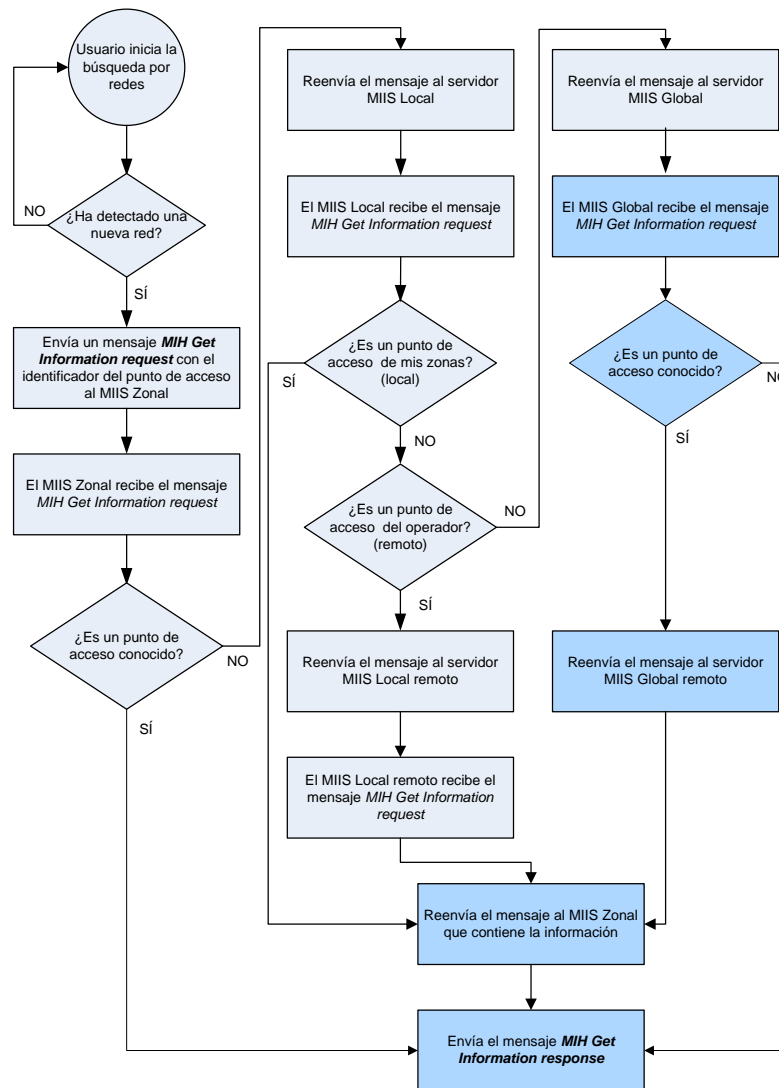 Usuario inicia la
búsqueda por
redes
¿Ha detectado una
nueva red?
NO
SÍ
Envía un mensaje MIH Get
Information request con el
identificador del punto de acceso
al MIIS Zonal
El MIIS Zonal recibe el mensaje
MIH Get Information request
¿Es un punto de
acceso conocido?
NO
SÍ
Reenvía el mensaje al servidor
MIIS Local
El MIIS Local recibe el mensaje
MIH Get Information request
¿Es un punto de
acceso de mis zonas?
(local)
SÍ
NO
¿Es un punto de
acceso del operador?
(remoto)
NO
SÍ
Reenvía el mensaje al servidor
MIIS Local remoto
El MIIS Local remoto recibe el
mensaje MIH Get Information
request
Reenvía el mensaje al servidor
MIIS Global
El MIIS Global recibe el mensaje
MIH Get Information request
¿Es un punto de
acceso conocido?
NO
SÍ
Reenvía el mensaje al servidor
MIIS Global remoto
Reenvía el mensaje al MIIS Zonal
que contiene la información
Envía el mensaje MIH Get
Information response